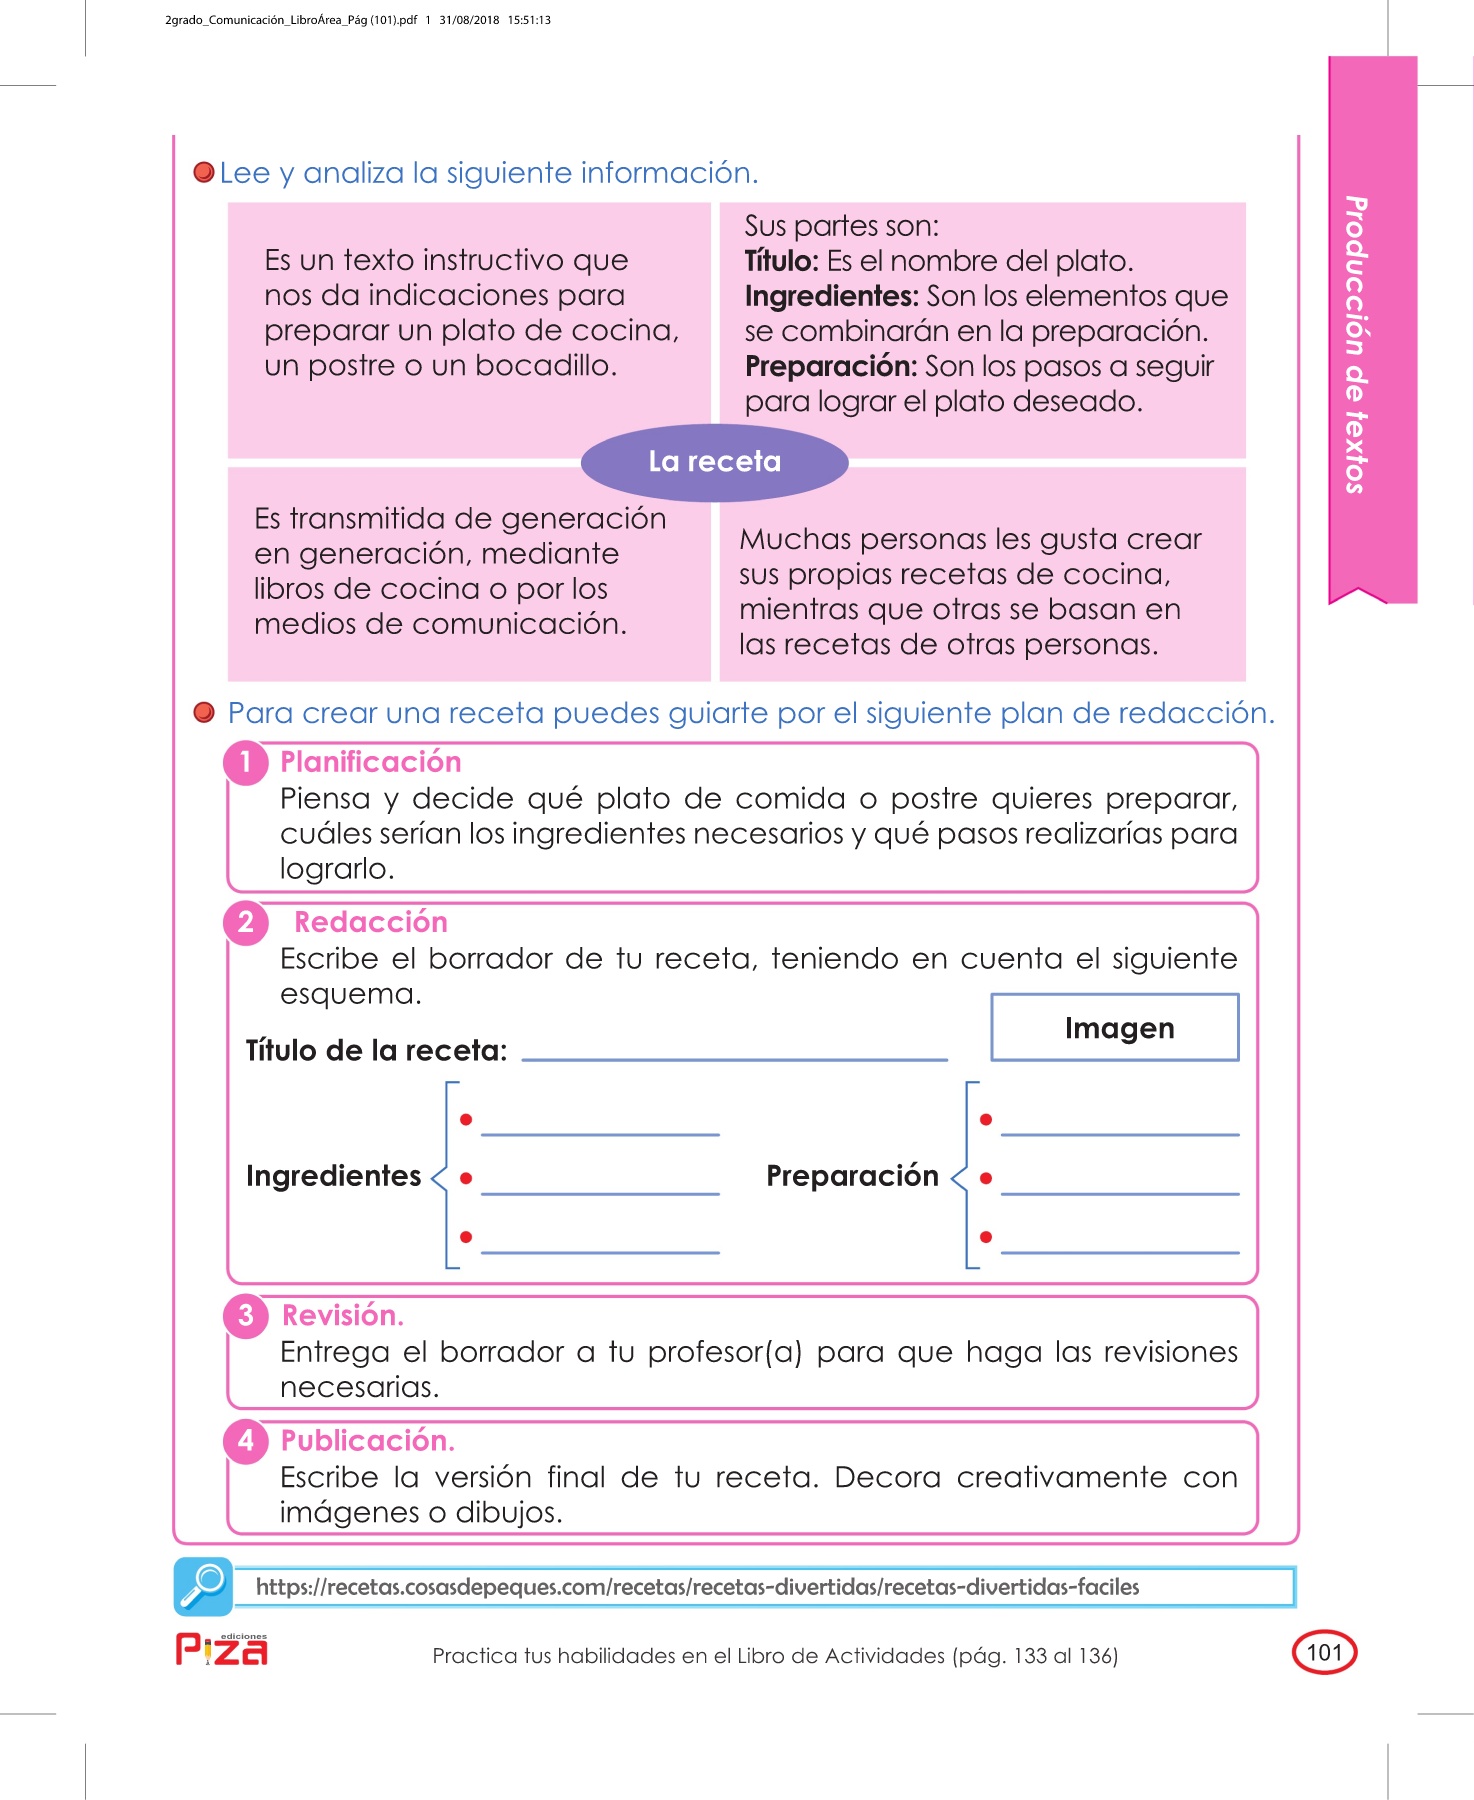 2grado_Comunicación_LibroÁrea_Pág (101).pdf   1   31/08/2018   15:51:13
Producción de textos
Lee y analiza la siguiente información.
Es un texto instructivo que
nos da indicaciones para
preparar un plato de cocina,
un postre o un bocadillo.
Sus partes son:
Título: Es el nombre del plato.
Ingredientes: Son los elementos que
se combinarán en la preparación.
Preparación: Son los pasos a seguir
para lograr el plato deseado.
La receta
Es transmitida de generación
en generación, mediante
libros de cocina o por los
medios de comunicación.
Muchas personas les gusta crear
sus propias recetas de cocina,
mientras que otras se basan en
las recetas de otras personas.
Para crear una receta puedes guiarte por el siguiente plan de redacción.
1 Planificación
Piensa y decide qué plato de comida o postre quieres preparar,
cuáles serían los ingredientes necesarios y qué pasos realizarías para
lograrlo.
2 Redacción
Escribe el borrador de tu receta, teniendo en cuenta el siguiente
esquema.
Imagen
Título de la receta:
Ingredientes
Preparación
3 Revisión.
Entrega el borrador a tu profesor(a) para que haga las revisiones
necesarias.
4 Publicación.
Escribe la versión final de tu receta. Decora creativamente con
imágenes o dibujos.
https://recetas.cosasdepeques.com/recetas/recetas-divertidas/recetas-divertidas-faciles
ediciones
Piza
Practica tus habilidades en el Libro de Actividades (pág. 133 al 136)
101